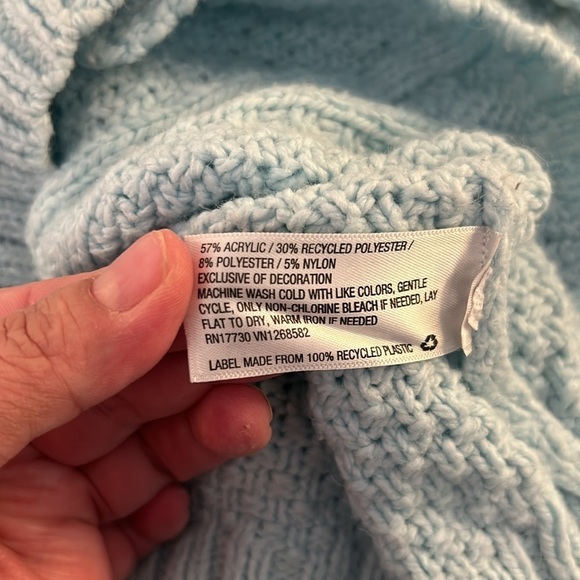 57% ACRYLIC / 30% RECYCLED POLYESTER /
8% POLYESTER / 5% NYLON
EXCLUSIVE OF DECORATION
MACHINE WASH COLD WITH LIKE COLORS, GENTLE
CYCLE, ONLY NON-CHLORINE BLEACH IF NEEDED, LAY
FLAT TO DRY, WARM IRON IF NEEDED
RN17730 VN1268582
LABEL MADE FROM 100% RECYCLED PLASTIC